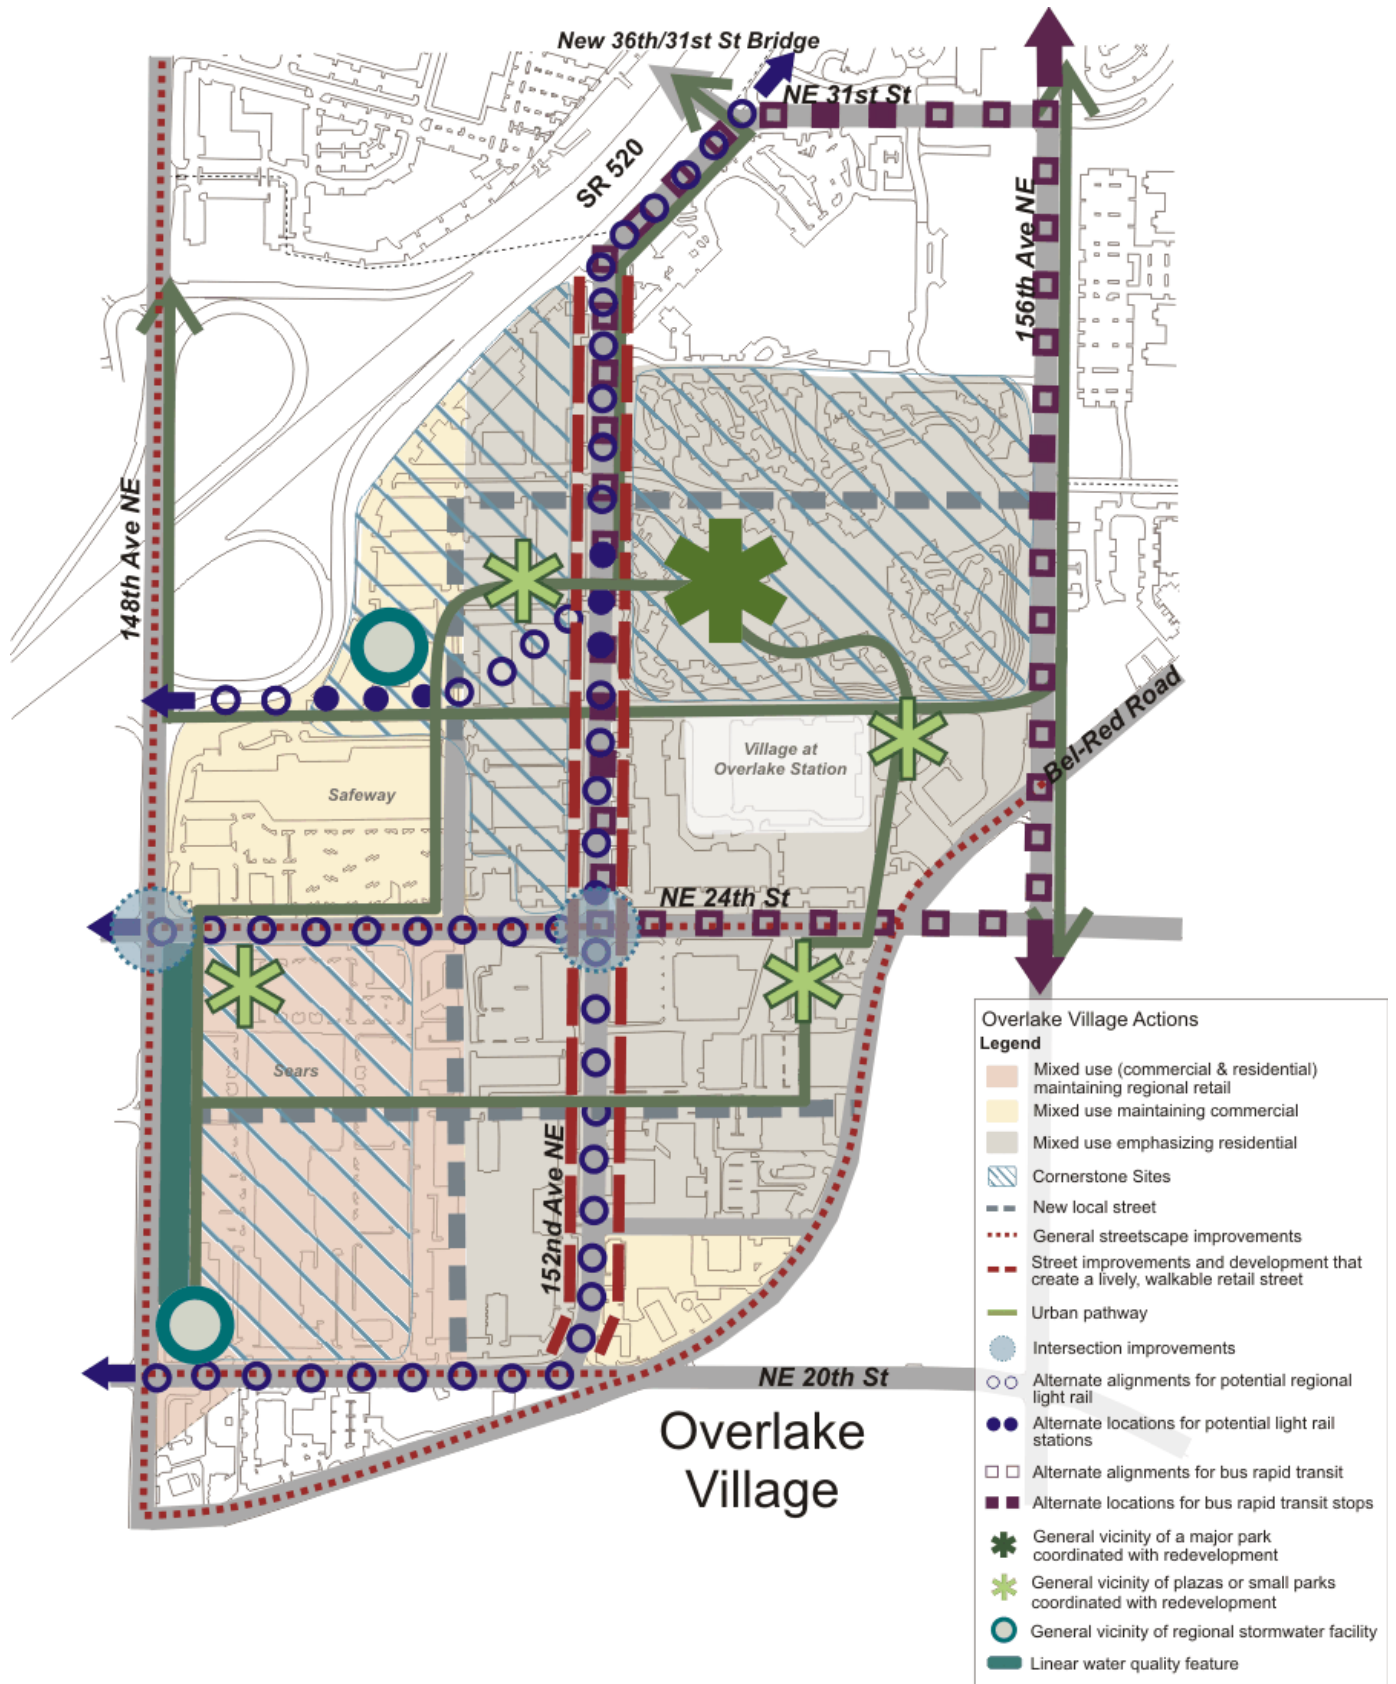 New 36th/31st St Bridge
NE 31st St
SR 520
156th Ave NE
148th Ave NE
Bel-Red Road
Village at
Overlake Station
Safeway
NE 24th St
Sears
152nd Ave NE
NE 20th St
Overlake
Village
Overlake Village Actions
Legend
Mixed use (commercial & residential)
maintaining regional retail
Mixed use maintaining commercial
Mixed use emphasizing residential
Cornerstone Sites
New local street
General streetscape improvements
Street improvements and development that
create a lively, walkable retail street
Urban pathway
Intersection improvements
Alternate alignments for potential regional
light rail
Alternate locations for potential light rail
stations
Alternate alignments for bus rapid transit
Alternate locations for bus rapid transit stops
General vicinity of a major park
coordinated with redevelopment
General vicinity of plazas or small parks
coordinated with redevelopment
General vicinity of regional stormwater facility
Linear water quality feature